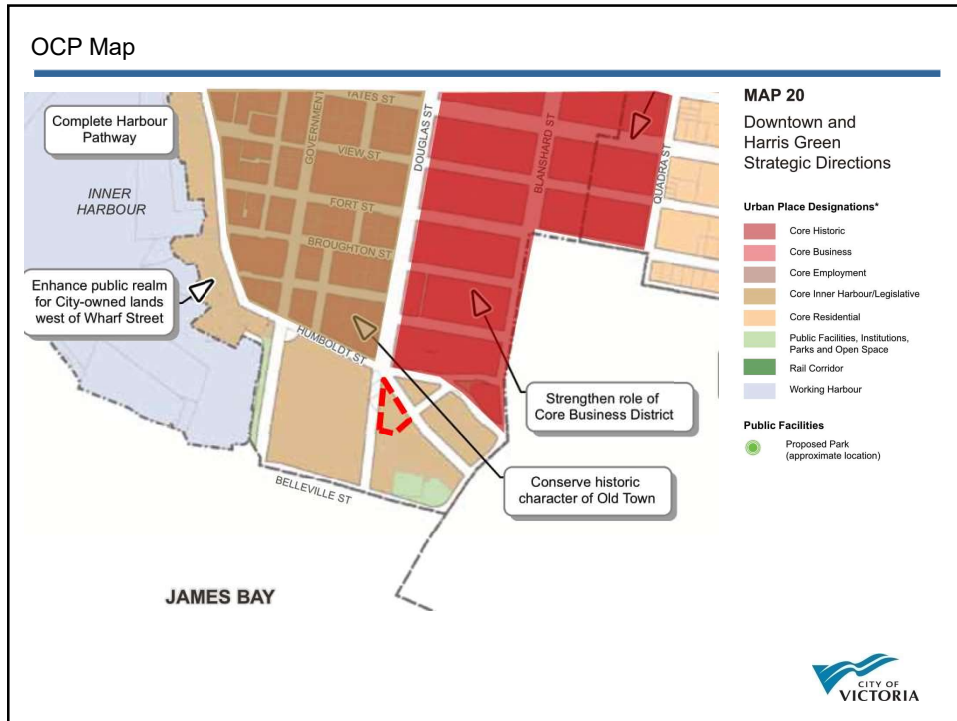 OCP Map
MAP 20
Downtown and
Harris Green
Strategic Directions
Urban Place Designations*
Core Historic
Core Business
Core Employment
Core Inner Harbour/Legislative
Core Residential
Public Facilities, Institutions,
Parks and Open Space
Rail Corridor
Working Harbour
Public Facilities
Proposed Park
(approximate location)
Complete Harbour
Pathway
INNER
HARBOUR
Enhance public realm
for City-owned lands
west of Wharf Street
YATES ST
GOVERNMENT
VIEW ST
FORT ST
BROUGHTON ST
DOUGLAS ST
BLANSHARD ST
QUADRA ST
HUMBOLDT ST
BELLEVILLE ST
Strengthen role of
Core Business District
Conserve historic
character of Old Town
JAMES BAY
CITY OF
VICTORIA